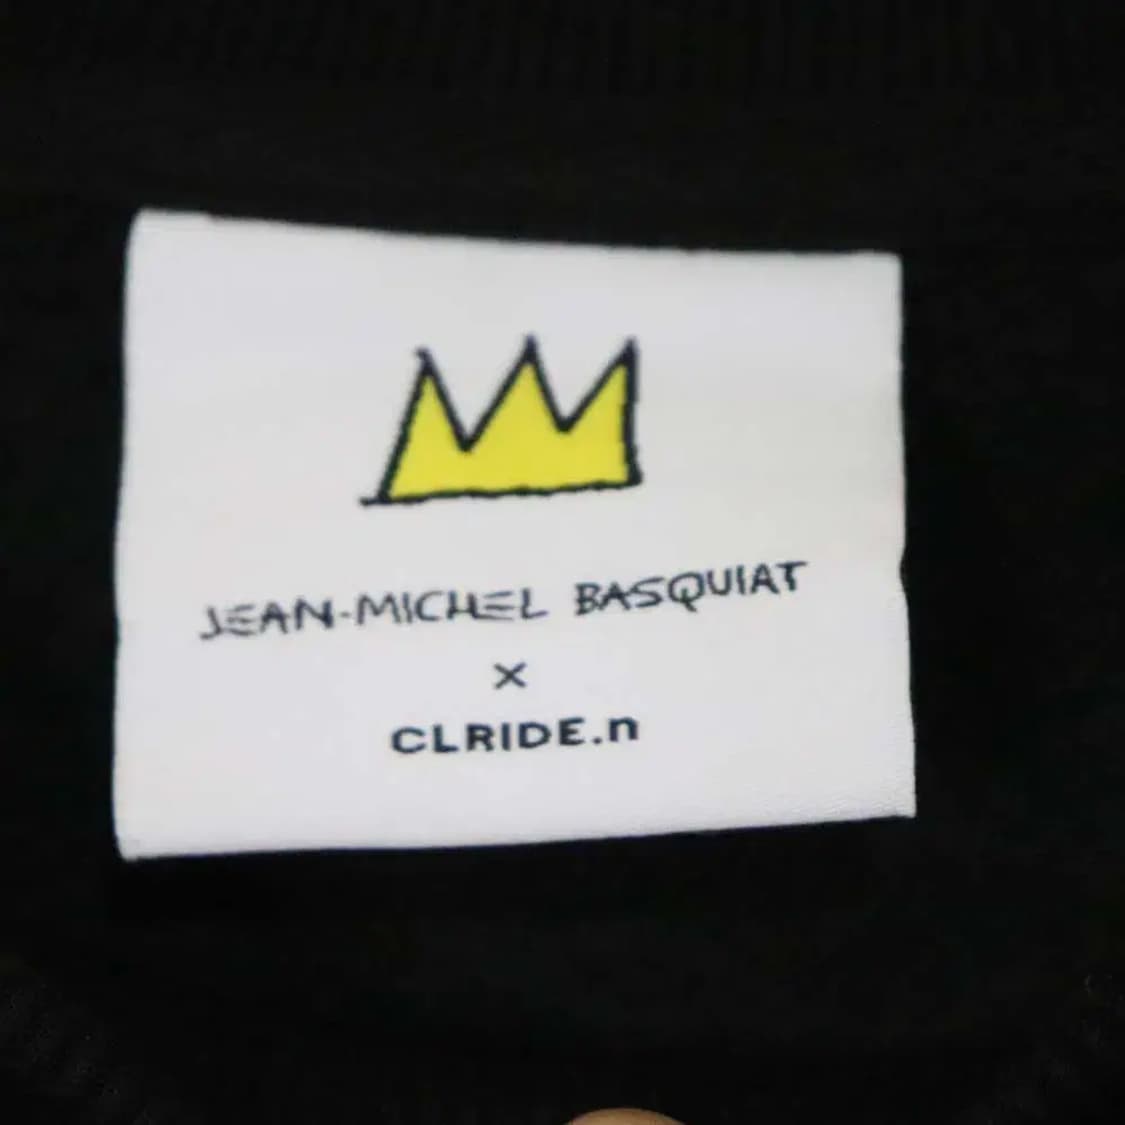 JEAN-MICHEL BASQUIAT
×
CLRIDE.n